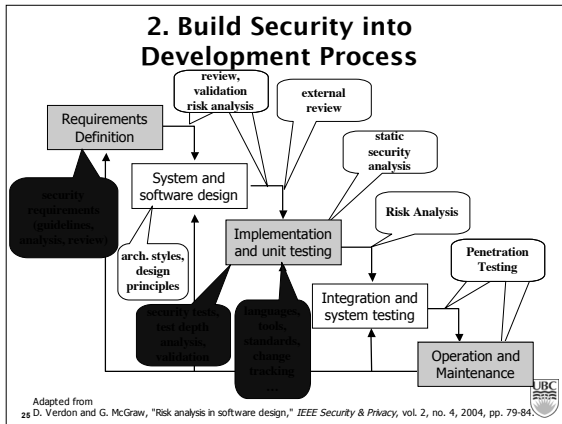 2. Build Security into
Development Process
review,
validation
risk analysis
external
review
Requirements
Definition
static
security
analysis
System and
software design
security
requirements
(guidelines,
analysis, review)
Risk Analysis
Implementation
and unit testing
arch. styles,
design
principles
Penetration
Testing
Integration and
system testing
security tests,
test depth
analysis,
validation
languages,
tools,
standards,
change
tracking
…
Operation and
Maintenance
UBC
Adapted from
25 D. Verdon and G. McGraw, "Risk analysis in software design," IEEE Security & Privacy, vol. 2, no. 4, 2004, pp. 79-84.